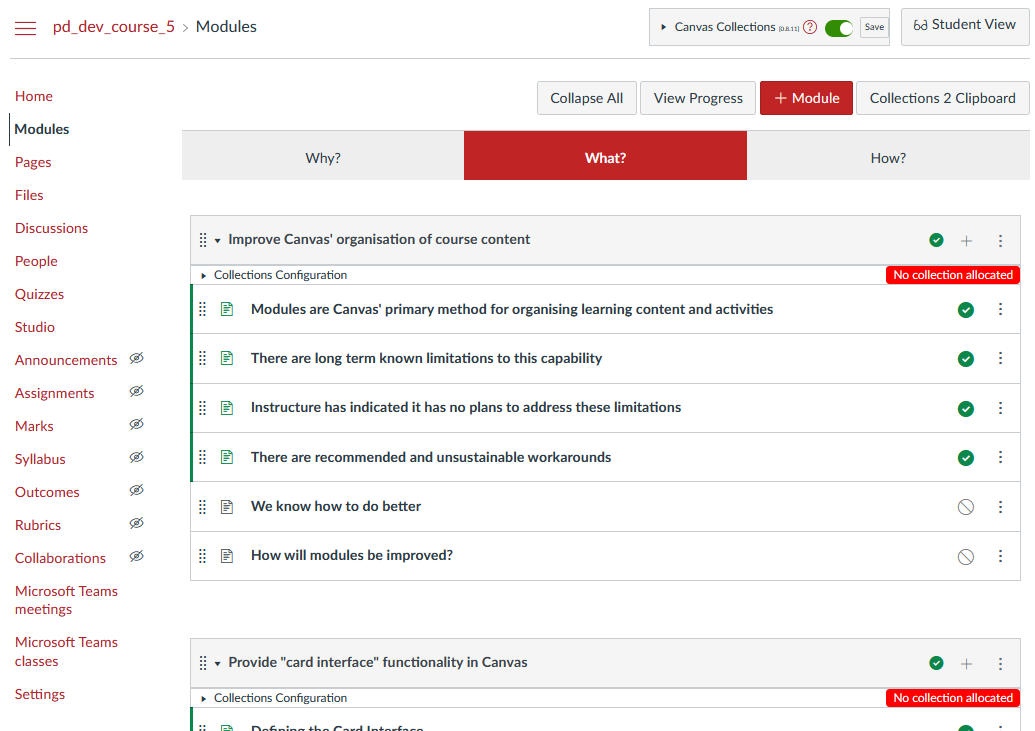 pd_dev_course_5 > Modules
Canvas Collections [0.8.11] ? Save
Student View
Collapse All
View Progress
+ Module
Collections 2 Clipboard
Home
Modules
Pages
Files
Discussions
People
Quizzes
Studio
Announcements
Assignments
Marks
Syllabus
Outcomes
Rubrics
Collaborations
Microsoft Teams
meetings
Microsoft Teams
classes
Settings
Why?
What?
How?
Improve Canvas' organisation of course content
Collections Configuration
No collection allocated
Modules are Canvas' primary method for organising learning content and activities
There are long term known limitations to this capability
Instructure has indicated it has no plans to address these limitations
There are recommended and unsustainable workarounds
We know how to do better
How will modules be improved?
Provide "card interface" functionality in Canvas
Collections Configuration
No collection allocated
Defining the Card Interface